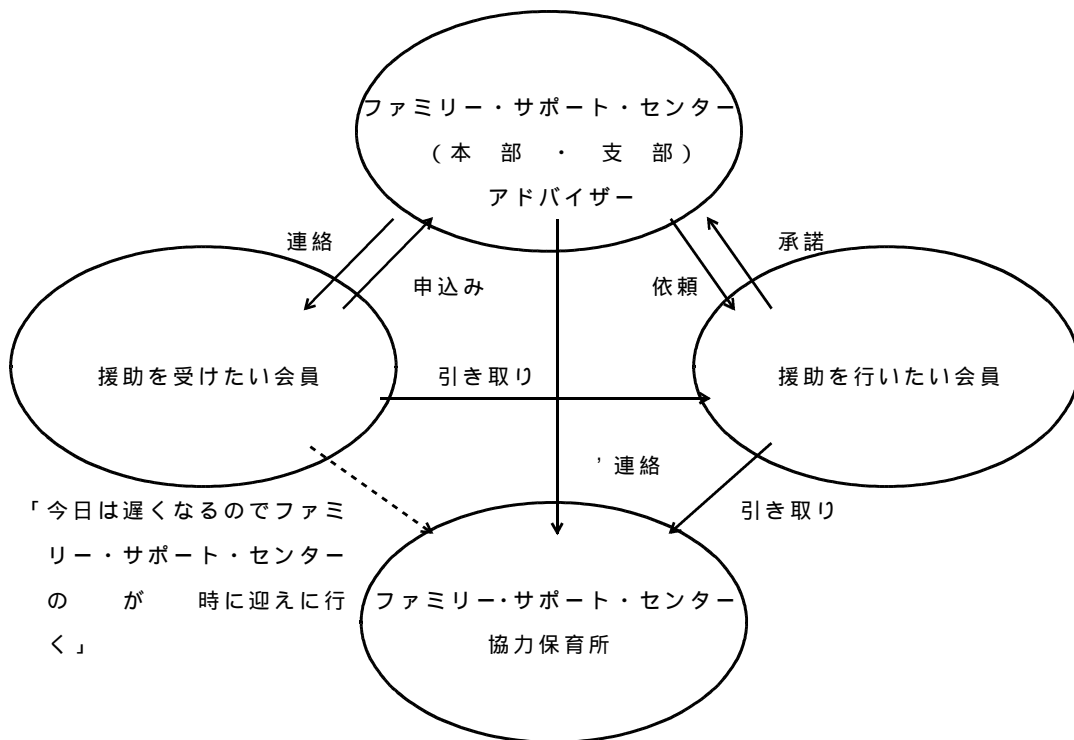 ファミリー・サポート・センター
(本 部 ・ 支 部)
アドバイザー
連絡
申込み
依頼
承諾
援助を受けたい会員
引き取り
援助を行いたい会員
’連絡
引き取り
「今日は遅くなるのでファミ
リー・サポート・センター
の が 時に迎えに行
く」
ファミリー・サポート・センター
協力保育所